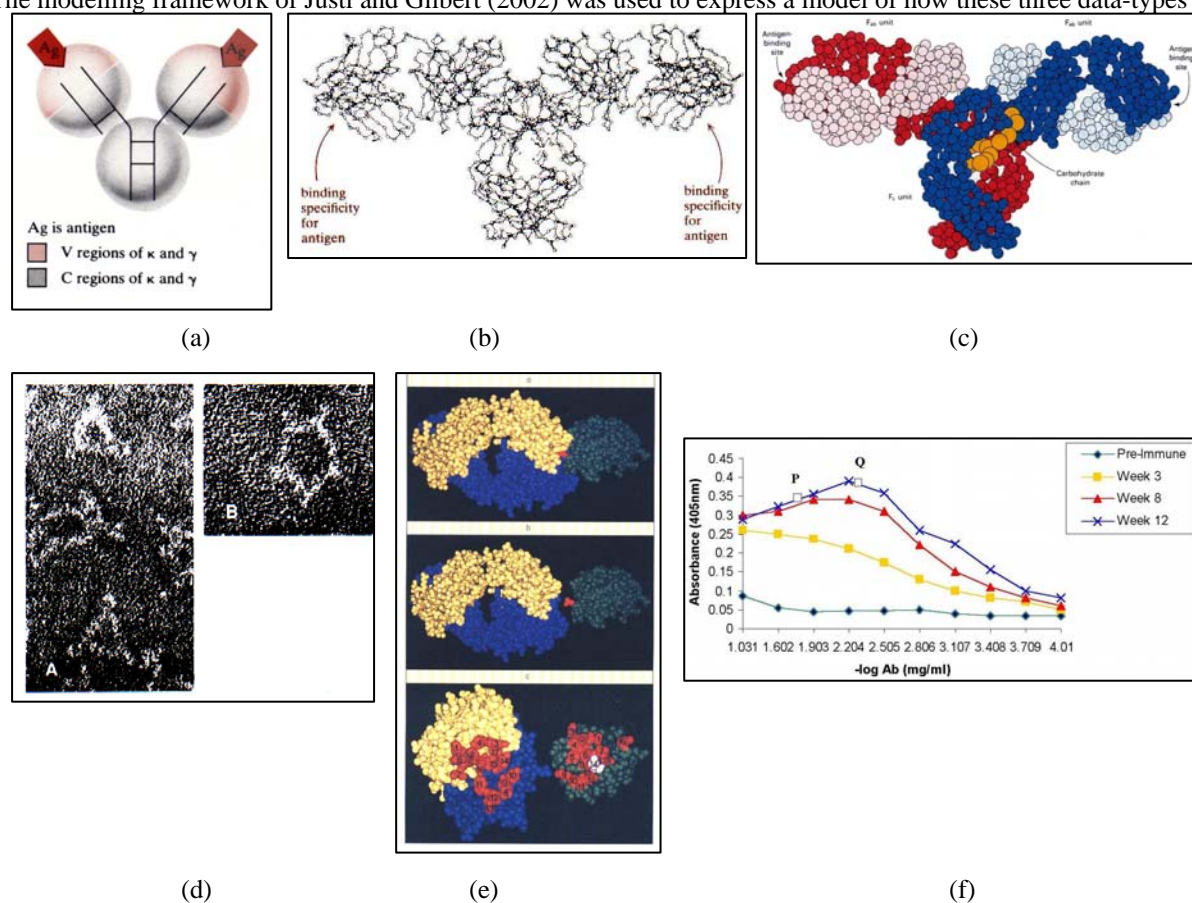 The modelling framework of Justi and Gilbert (2002) was used to express a model of how these three data-types
Ag
Ag
Ag is antigen
V regions of κ and γ
C regions of κ and γ
(a)
binding
specificity
for
antigen
binding
specificity
for
antigen
(b)
Fab unit
Fab unit
Antigen-
binding
site
Antigen-
binding
site
Carbohydrate
chain
Fc unit
(c)
A
B
(d)
a
b
c
(e)
P
Q
Pre-Immune
Week 3
Week 8
Week 12
Absorbance (405nm)
0.45
0.4
0.35
0.3
0.25
0.2
0.15
0.1
0.05
0
1.031 1.602 1.903 2.204 2.505 2.806 3.107 3.408 3.709 4.01
-log Ab (mg/ml)
(f)